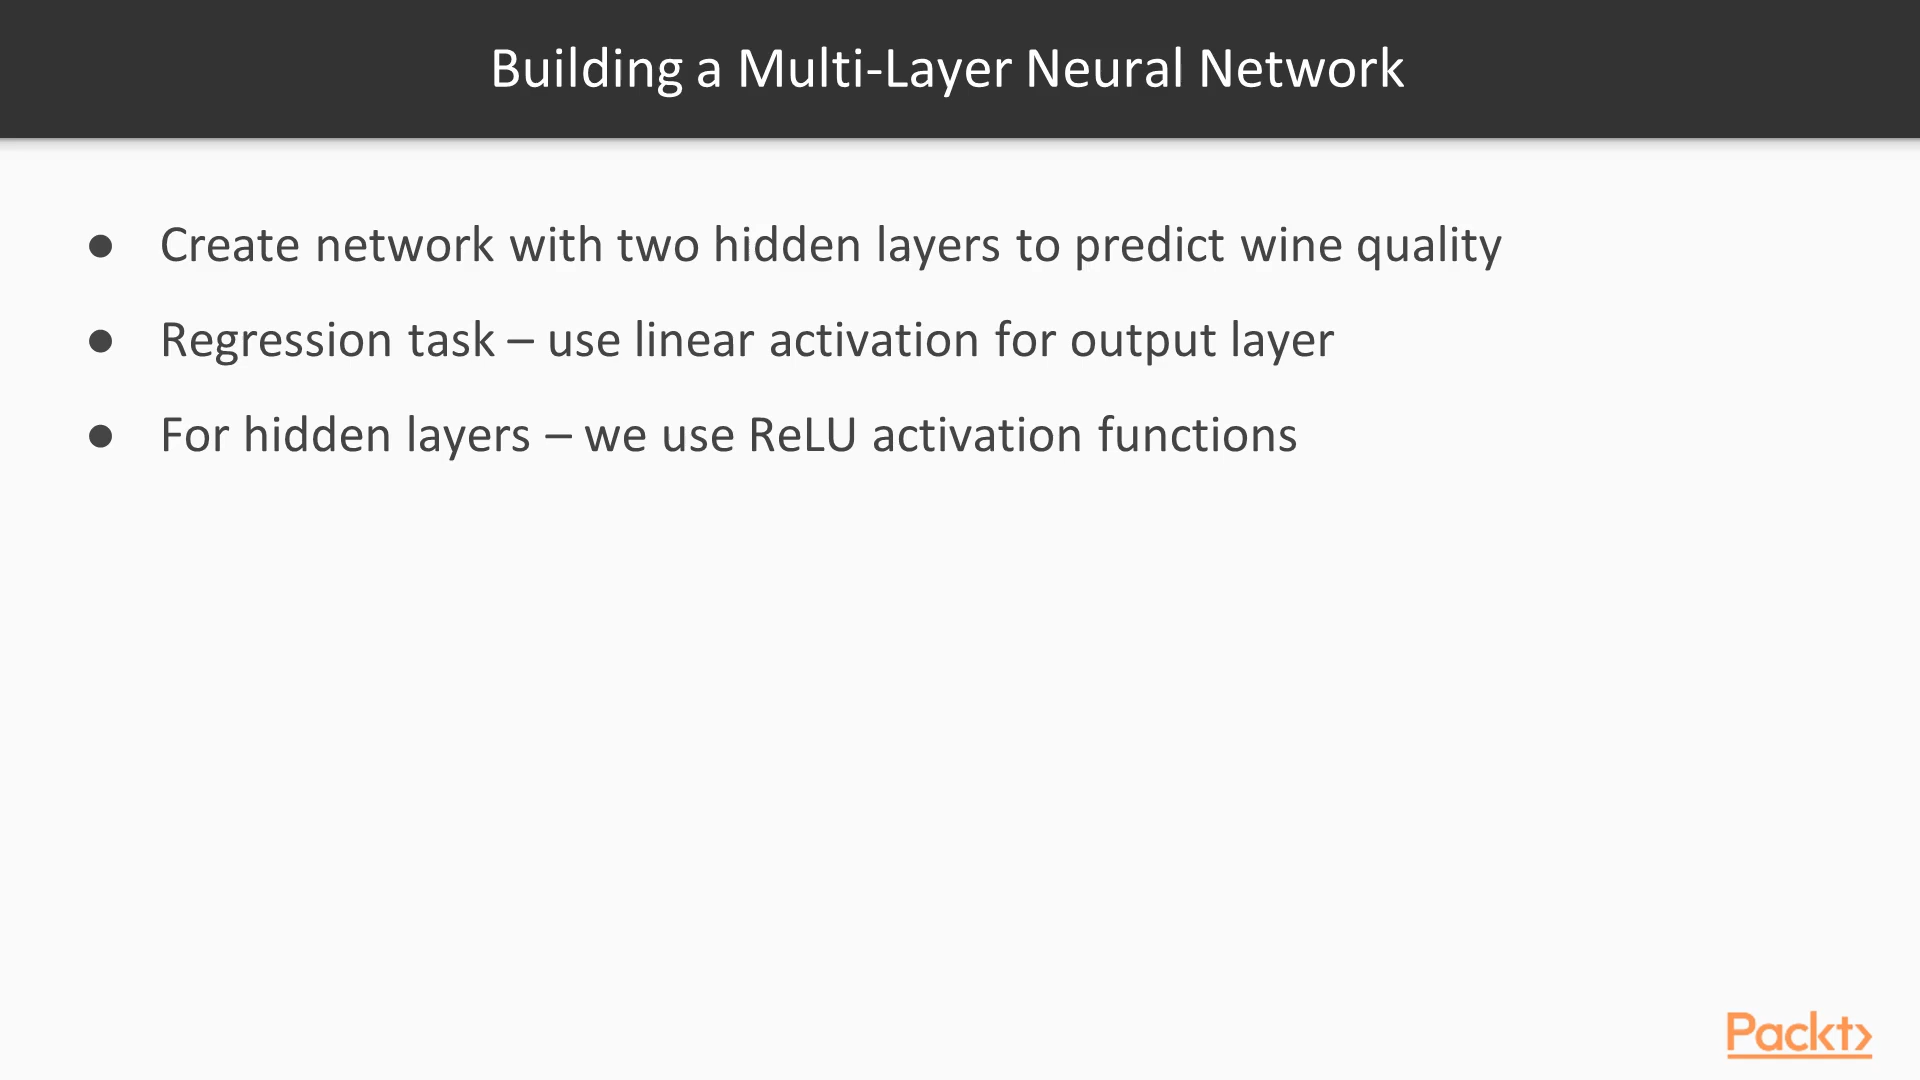 Building a Multi-Layer Neural Network
● Create network with two hidden layers to predict wine quality
● Regression task – use linear activation for output layer
● For hidden layers – we use ReLU activation functions
Packt>